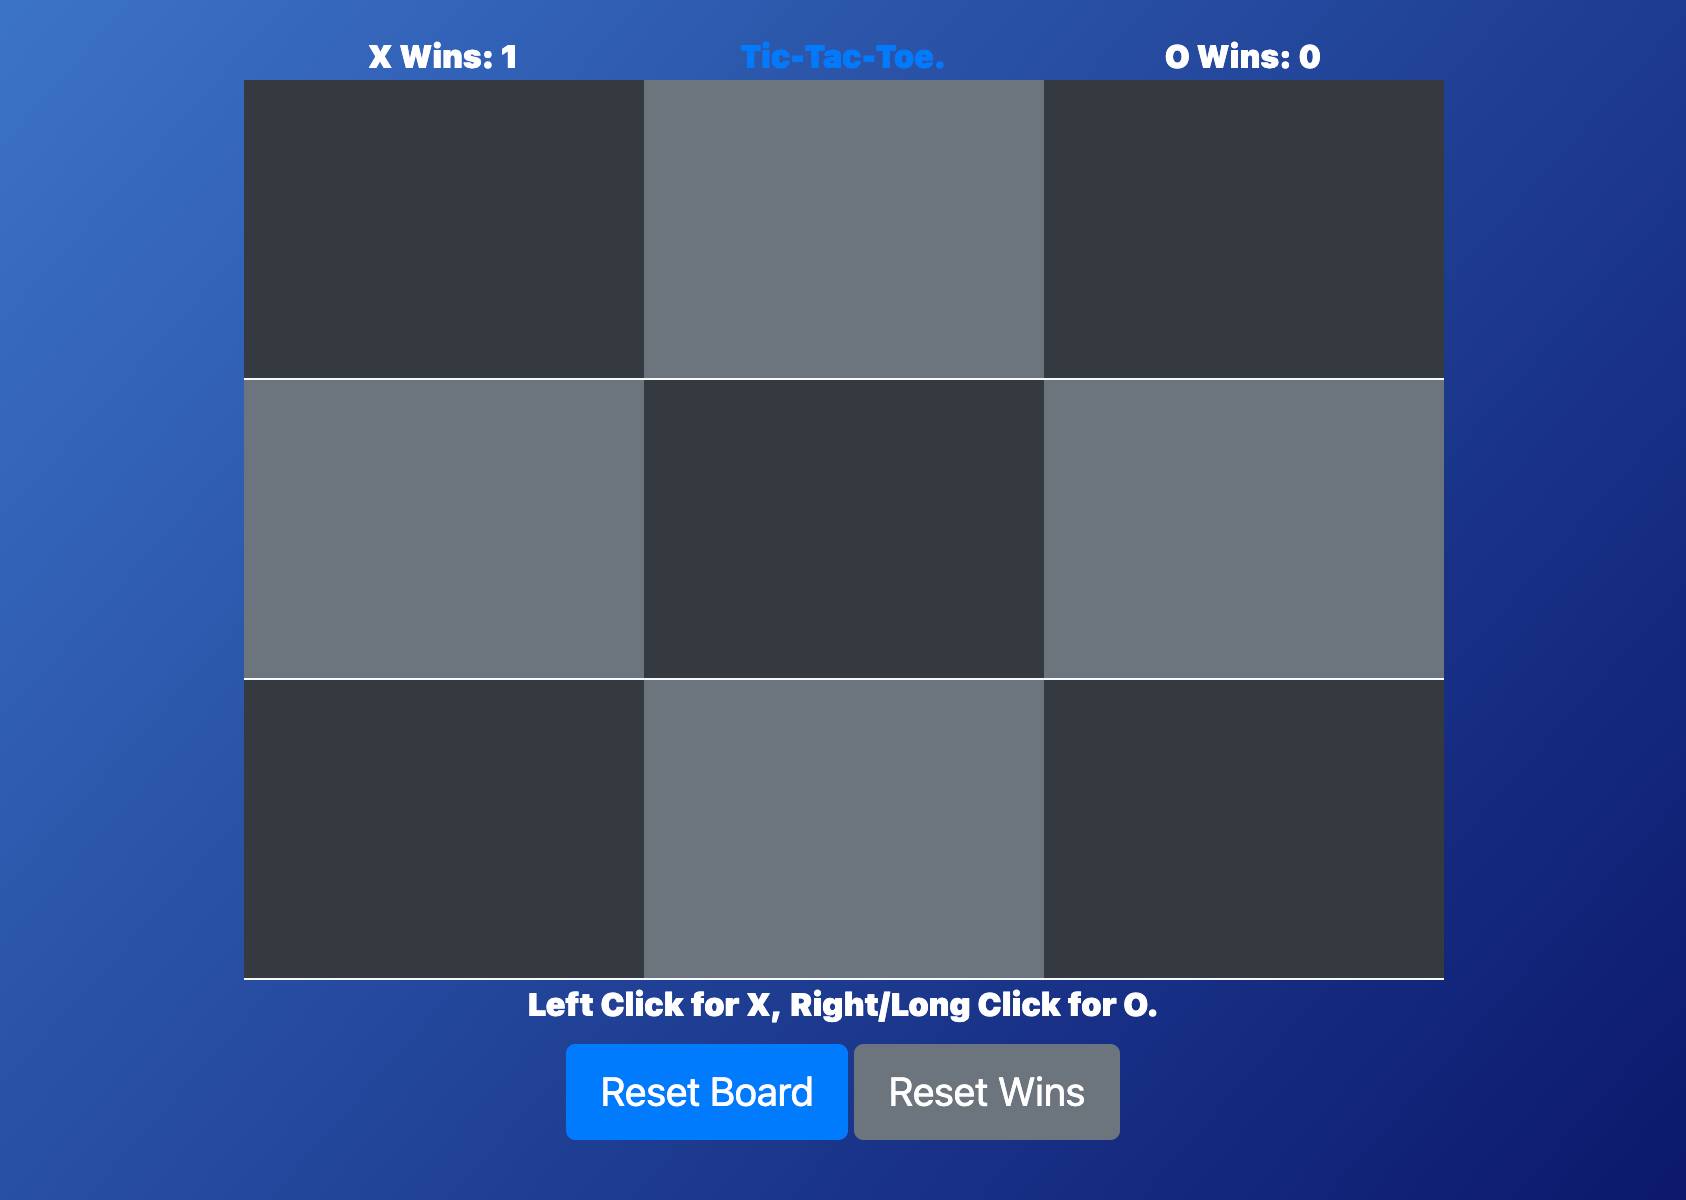 X Wins: 1
Tic-Tac-Toe.
O Wins: 0
Left Click for X, Right/Long Click for O.
Reset Board
Reset Wins